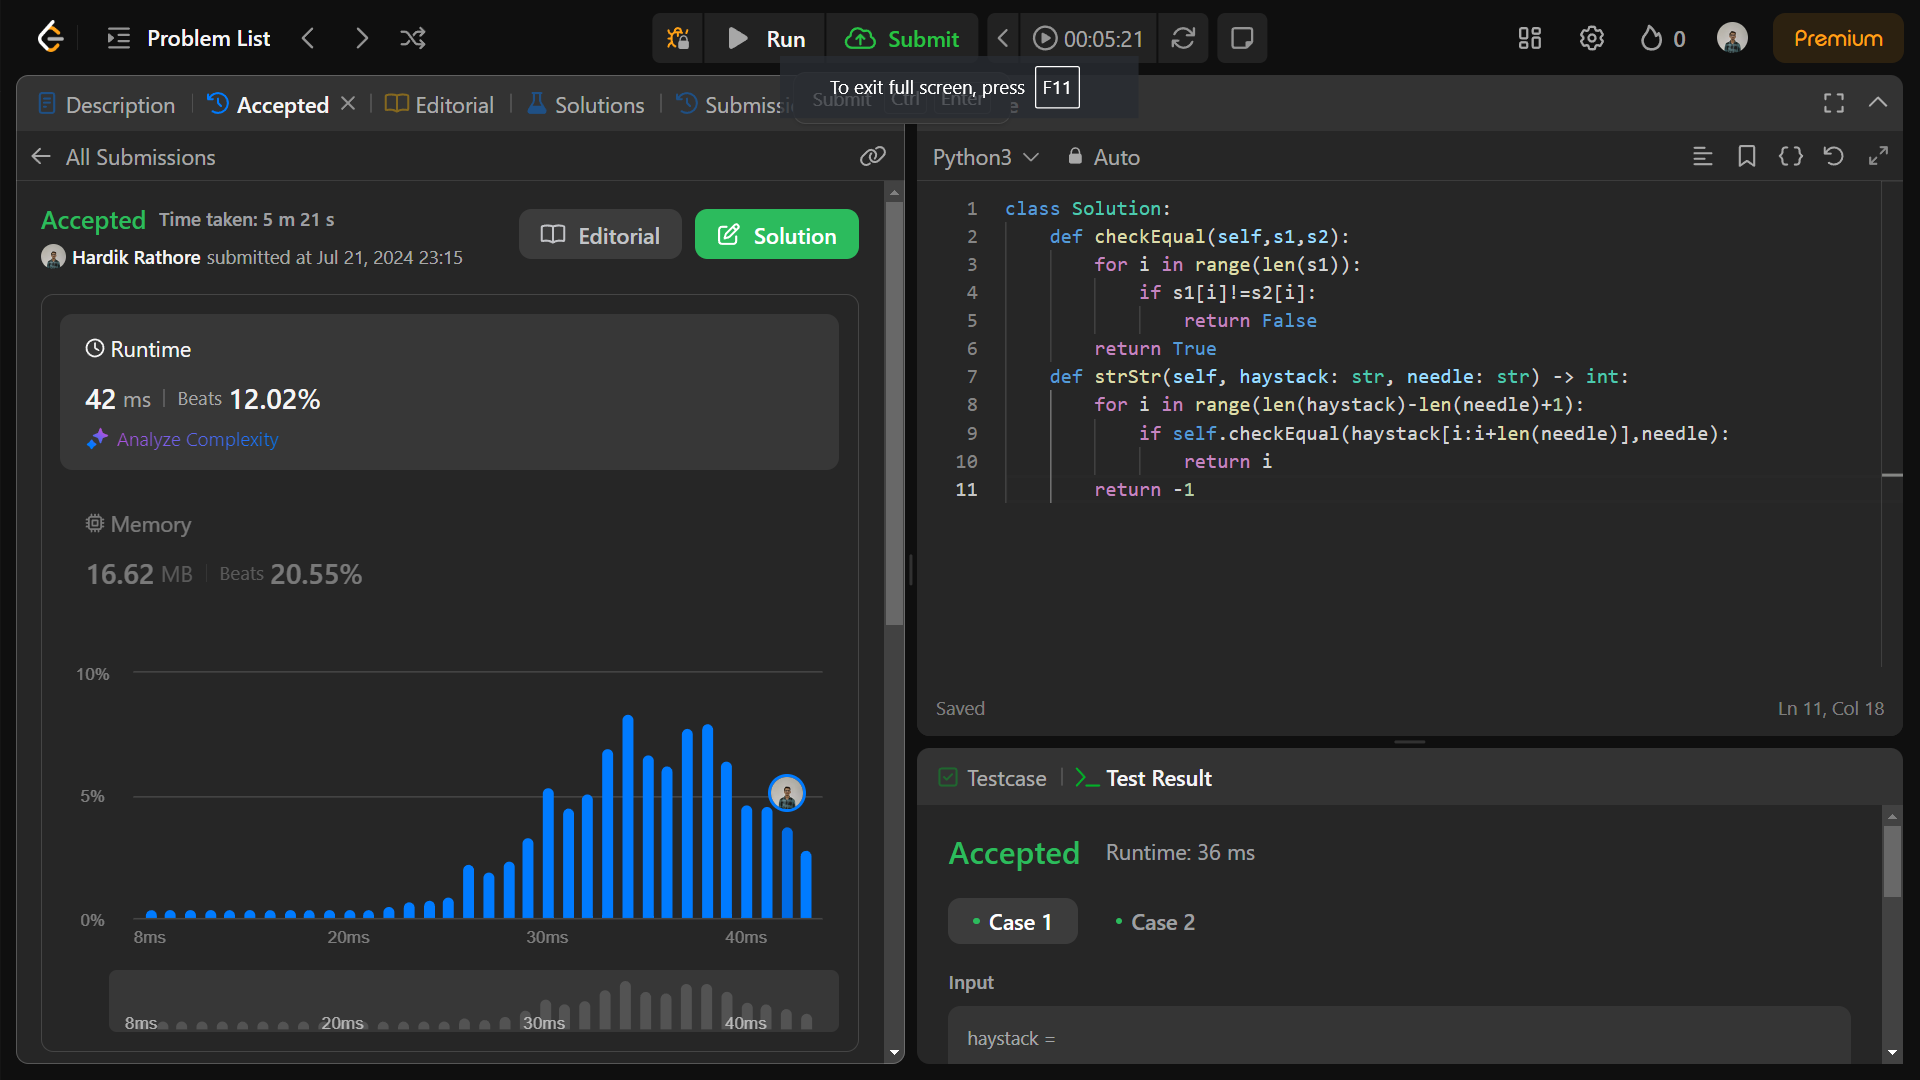 Problem List
Run
Submit
00:05:21
0
Premium
To exit full screen, press F11
Submit Ctrl Enter
Description
Accepted
Editorial
Solutions
Submissi
e
All Submissions
Accepted
Time taken: 5 m 21 s
Hardik Rathore submitted at Jul 21, 2024 23:15
Editorial
Solution
Runtime
42 ms | Beats 12.02%
Analyze Complexity
Memory
16.62 MB | Beats 20.55%
10%
5%
0%
8ms
20ms
30ms
40ms
8ms
20ms
30ms
40ms
Python3
Auto
1 class Solution:
2     def checkEqual(self,s1,s2):
3         for i in range(len(s1)):
4             if s1[i]!=s2[i]:
5                 return False
6         return True
7     def strStr(self, haystack: str, needle: str) -> int:
8         for i in range(len(haystack)-len(needle)+1):
9             if self.checkEqual(haystack[i:i+len(needle)],needle):
10                 return i
11         return -1
Saved
Ln 11, Col 18
Testcase
Test Result
Accepted
Runtime: 36 ms
Case 1
Case 2
Input
haystack =